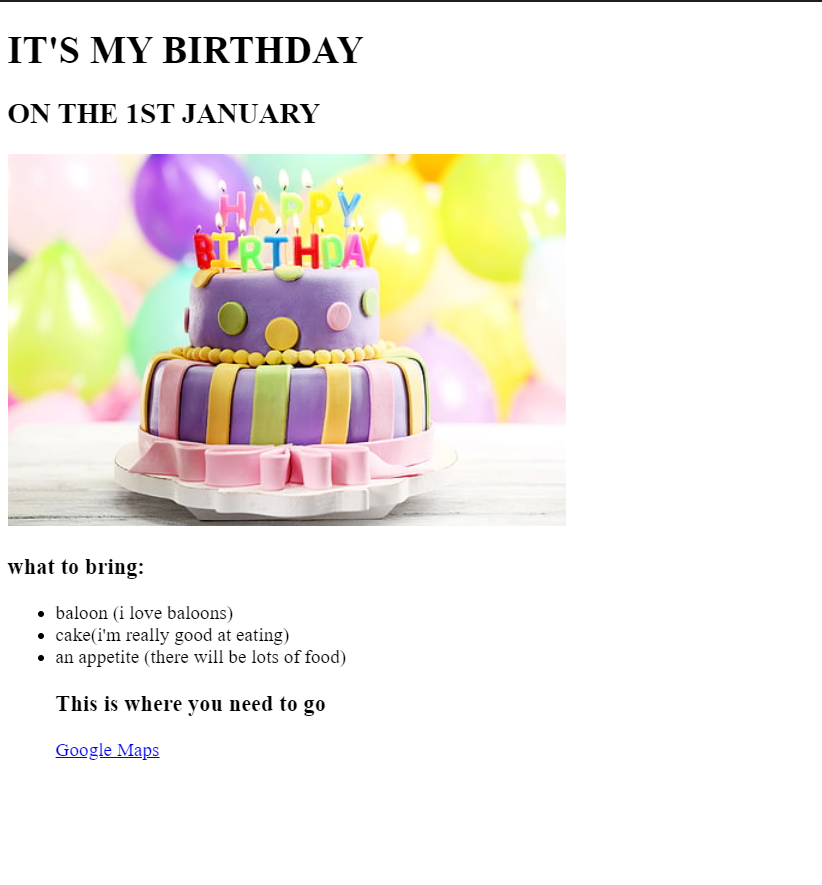 IT'S MY BIRTHDAY
ON THE 1ST JANUARY
HAPPY
BIRTHDAY
what to bring:
baloon (i love baloons)
cake(i'm really good at eating)
an appetite (there will be lots of food)
This is where you need to go
Google Maps